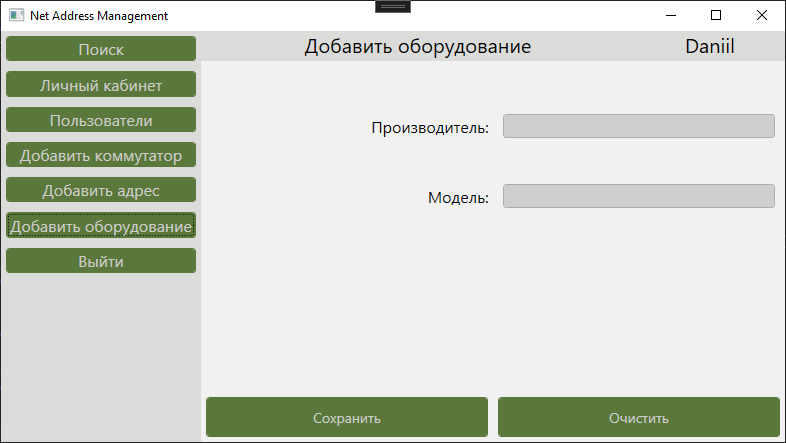 Net Address Management
Поиск
Личный кабинет
Пользователи
Добавить коммутатор
Добавить адрес
Добавить оборудование
Выйти
Добавить оборудование
Daniil
Производитель:
Модель:
Сохранить
Очистить